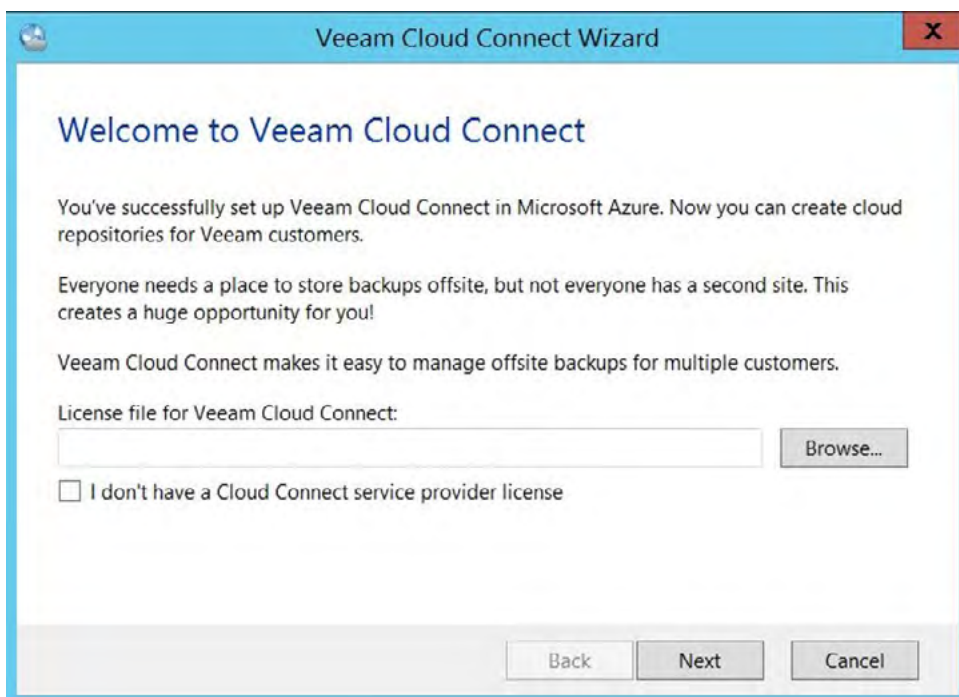 Veeam Cloud Connect Wizard
X
Welcome to Veeam Cloud Connect
You've successfully set up Veeam Cloud Connect in Microsoft Azure. Now you can create cloud
repositories for Veeam customers.
Everyone needs a place to store backups offsite, but not everyone has a second site. This
creates a huge opportunity for you!
Veeam Cloud Connect makes it easy to manage offsite backups for multiple customers.
License file for Veeam Cloud Connect:
Browse...
I don't have a Cloud Connect service provider license
Back Next Cancel